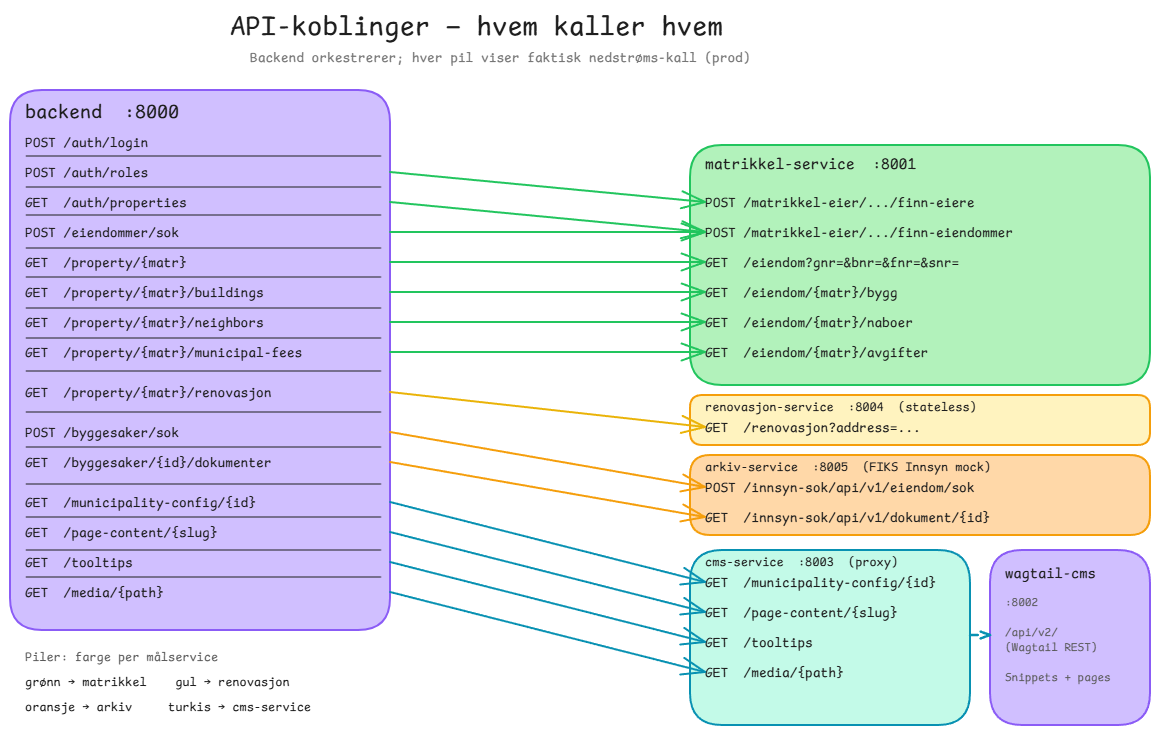 API-koblinger — hvem kaller hvem
Backend orkestrerer; hver pil viser faktisk nedstrøms-kall (prod)
backend  :8000
POST /auth/login
POST /auth/roles
GET  /auth/properties
POST /eiendommer/sok
GET  /property/{matr}
GET  /property/{matr}/buildings
GET  /property/{matr}/neighbors
GET  /property/{matr}/municipal-fees
GET  /property/{matr}/renovasjon
POST /byggesaker/sok
GET  /byggesaker/{id}/dokumenter
GET  /municipality-config/{id}
GET  /page-content/{slug}
GET  /tooltips
GET  /media/{path}
matrikkel-service  :8001
POST /matrikkel-eier/.../finn-eiere
POST /matrikkel-eier/.../finn-eiendommer
GET  /eiendom?gnr=&bnr=&fnr=&snr=
GET  /eiendom/{matr}/bygg
GET  /eiendom/{matr}/naboer
GET  /eiendom/{matr}/avgifter
renovasjon-service  :8004  (stateless)
GET  /renovasjon?address=...
arkiv-service  :8005  (FIKS Innsyn mock)
POST /innsyn-sok/api/v1/eiendom/sok
GET  /innsyn-sok/api/v1/dokument/{id}
cms-service  :8003  (proxy)
GET  /municipality-config/{id}
GET  /page-content/{slug}
GET  /tooltips
GET  /media/{path}
wagtail-cms
:8002
/api/v2/
(Wagtail REST)
Snippets + pages
Piler: farge per målservice
grønn → matrikkel    gul → renovasjon
oransje → arkiv     turkis → cms-service